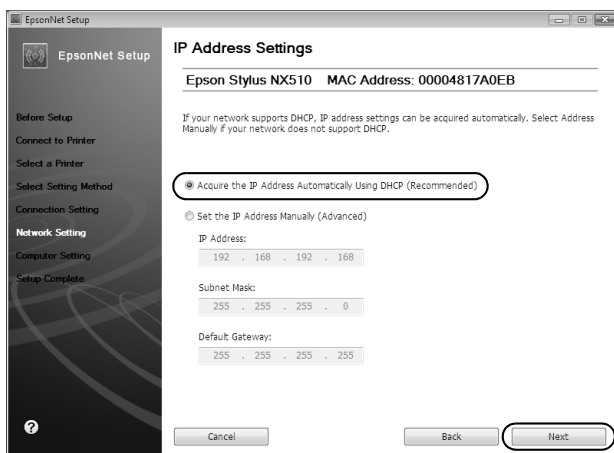 EpsonNet Setup
EpsonNet Setup
Before Setup
Connect to Printer
Select a Printer
Select Setting Method
Connection Setting
Network Setting
Computer Setting
Setup Complete
IP Address Settings
Epson Stylus NX510 MAC Address: 00004817A0EB
If your network supports DHCP, IP address settings can be acquired automatically. Select Address
Manually if your network does not support DHCP.
Acquire the IP Address Automatically Using DHCP (Recommended)
Set the IP Address Manually (Advanced)
IP Address:
192 . 168 . 192 . 168
Subnet Mask:
255 . 255 . 255 . 0
Default Gateway:
255 . 255 . 255 . 255
?
Cancel
Back
Next